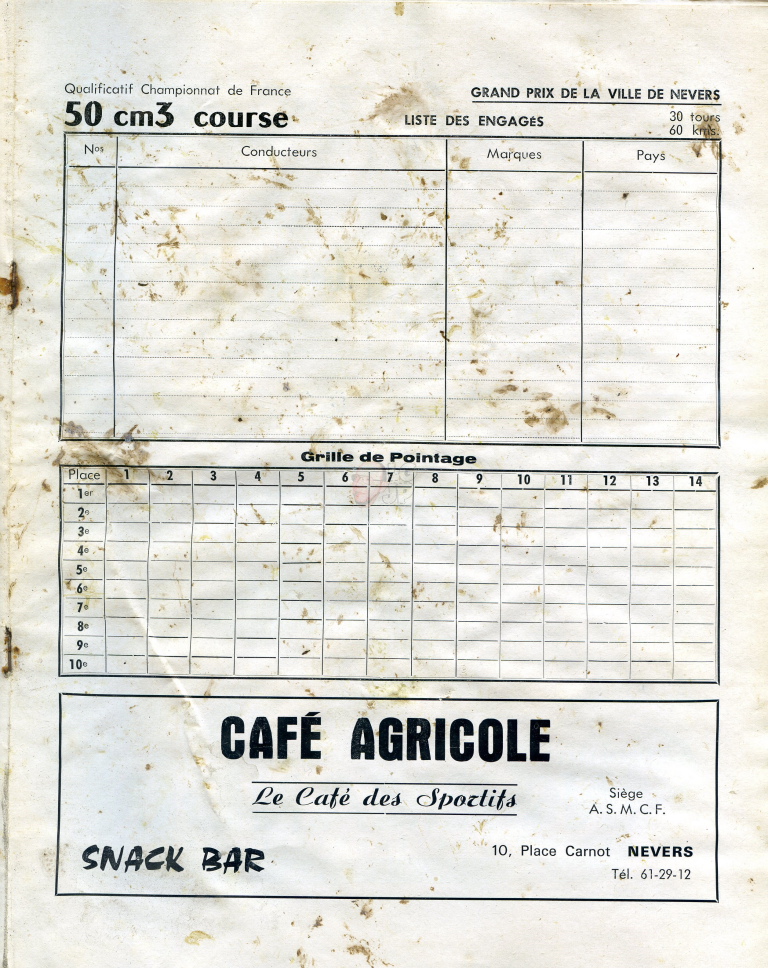 Qualificatif Championnat de France
GRAND PRIX DE LA VILLE DE NEVERS
50 cm3 course
LISTE DES ENGAGÉS
30 tours
60 kms.
Nos Conducteurs Marques Pays
Grille de Pointage
Place 1 2 3 4 5 6 7 8 9 10 11 12 13 14
1er
2e
3e
4e
5e
6e
7e
8e
9e
10e
CAFÉ AGRICOLE
Le Café des Sportifs
Siège
A. S. M. C. F.
SNACK BAR
10, Place Carnot NEVERS
Tél. 61-29-12